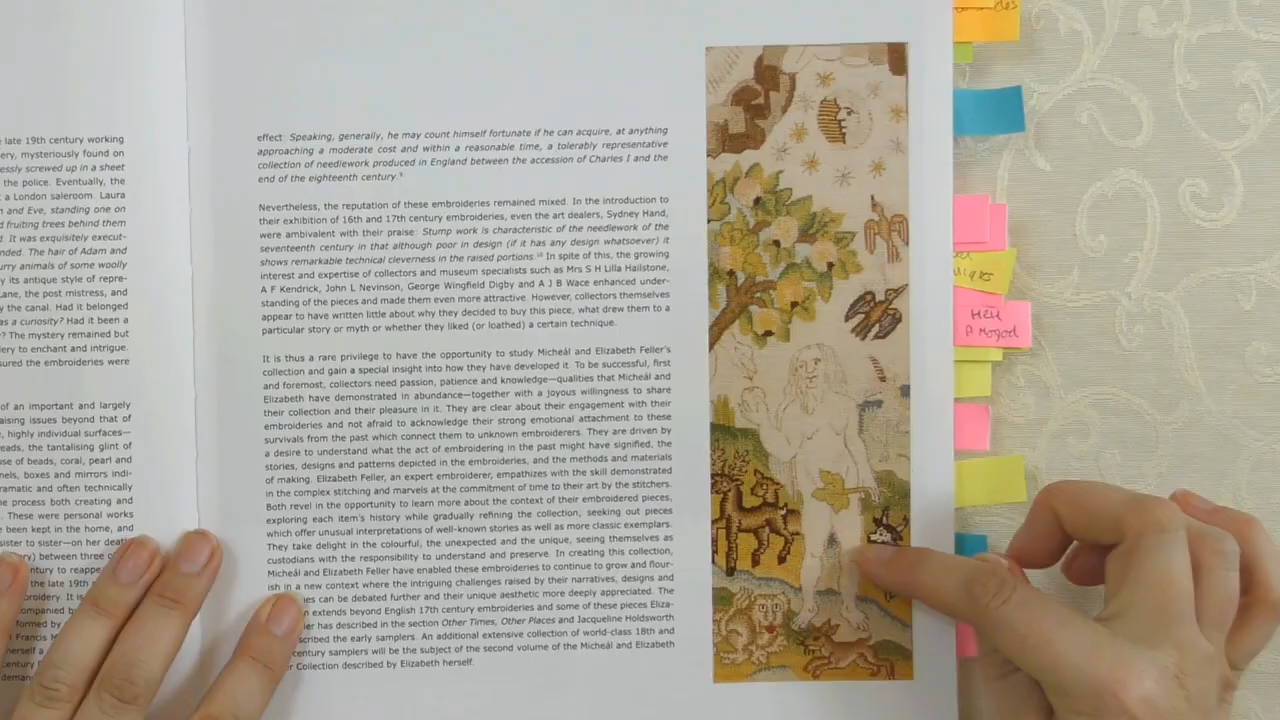 late 19th century working
ery, mysteriously found on
essly screwed up in a sheet
the police. Eventually, the
a London saleroom. Laura
and Eve, standing one on
d fruiting trees behind them
It was exquisitely execut-
nded. The hair of Adam and
urry animals of some woolly
y its antique style of repre-
ane, the post mistress, and
y the canal. Had it belonged
as a curiosity? Had it been a
? The mystery remained but
ery to enchant and intrigue.
sured the embroideries were
of an important and largely
aising issues beyond that of
, highly individual surfaces—
eads, the tantalising glint of
use of beads, coral, pearl and
nels, boxes and mirrors indi-
ramatic and often technically
e process both creating and
. These were personal works
been kept in the home, and
sister to sister—on her death
ery) between three
ntury to reappe
the late 19th
roidery. It is
ompanied b
formed by
Francis
herself a
century
deman
effect: Speaking, generally, he may count himself fortunate if he can acquire, at anything
approaching a moderate cost and within a reasonable time, a tolerably representative
collection of needlework produced in England between the accession of Charles I and the
end of the eighteenth century.⁹
Nevertheless, the reputation of these embroideries remained mixed. In the introduction to
their exhibition of 16th and 17th century embroideries, even the art dealers, Sydney Hand,
were ambivalent with their praise: Stump work is characteristic of the needlework of the
seventeenth century in that although poor in design (if it has any design whatsoever) it
shows remarkable technical cleverness in the raised portions.¹⁰ In spite of this, the growing
interest and expertise of collectors and museum specialists such as Mrs S H Lilla Hailstone,
A F Kendrick, John L Nevinson, George Wingfield Digby and A J B Wace enhanced under-
standing of the pieces and made them even more attractive. However, collectors themselves
appear to have written little about why they decided to buy this piece, what drew them to a
particular story or myth or whether they liked (or loathed) a certain technique.
It is thus a rare privilege to have the opportunity to study Micheál and Elizabeth Feller's
collection and gain a special insight into how they have developed it. To be successful, first
and foremost, collectors need passion, patience and knowledge—qualities that Micheál and
Elizabeth have demonstrated in abundance—together with a joyous willingness to share
their collection and their pleasure in it. They are clear about their engagement with their
embroideries and not afraid to acknowledge their strong emotional attachment to these
survivals from the past which connect them to unknown embroiderers. They are driven by
a desire to understand what the act of embroidering in the past might have signified, the
stories, designs and patterns depicted in the embroideries, and the methods and materials
of making. Elizabeth Feller, an expert embroiderer, empathizes with the skill demonstrated
in the complex stitching and marvels at the commitment of time to their art by the stitchers.
Both revel in the opportunity to learn more about the context of their embroidered pieces,
exploring each item's history while gradually refining the collection, seeking out pieces
which offer unusual interpretations of well-known stories as well as more classic exemplars.
They take delight in the colourful, the unexpected and the unique, seeing themselves as
custodians with the responsibility to understand and preserve. In creating this collection,
Micheál and Elizabeth Feller have enabled these embroideries to continue to grow and flour-
ish in a new context where the intriguing challenges raised by their narratives, designs and
es can be debated further and their unique aesthetic more deeply appreciated. The
n extends beyond English 17th century embroideries and some of these pieces Eliza-
er has described in the section Other Times, Other Places and Jacqueline Holdsworth
scribed the early samplers. An additional extensive collection of world-class 18th and
century samplers will be the subject of the second volume of the Micheál and Elizabeth
r Collection described by Elizabeth herself.